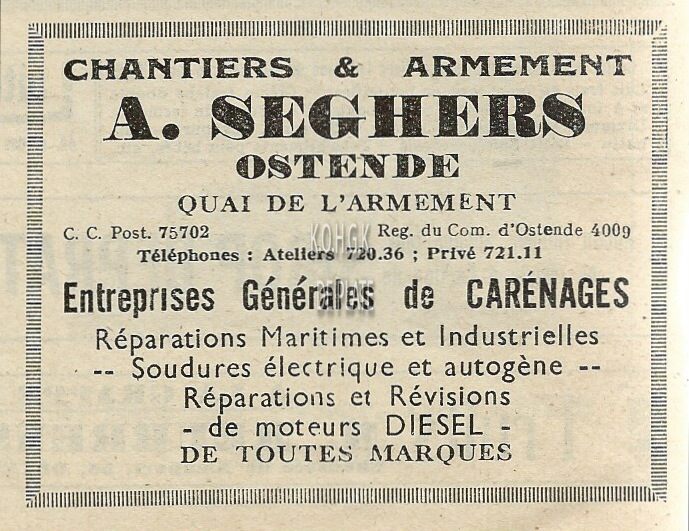 CHANTIERS & ARMEMENT
A. SEGHERS
OSTENDE
QUAI DE L'ARMEMENT
C. C. Post. 75702 Reg. du Com. d'Ostende 4009
Téléphones : Ateliers 720.36 ; Privé 721.11
Entreprises Générales de CARÉNAGES
Réparations Maritimes et Industrielles
-- Soudures électrique et autogène --
Réparations et Révisions
- de moteurs DIESEL -
DE TOUTES MARQUES